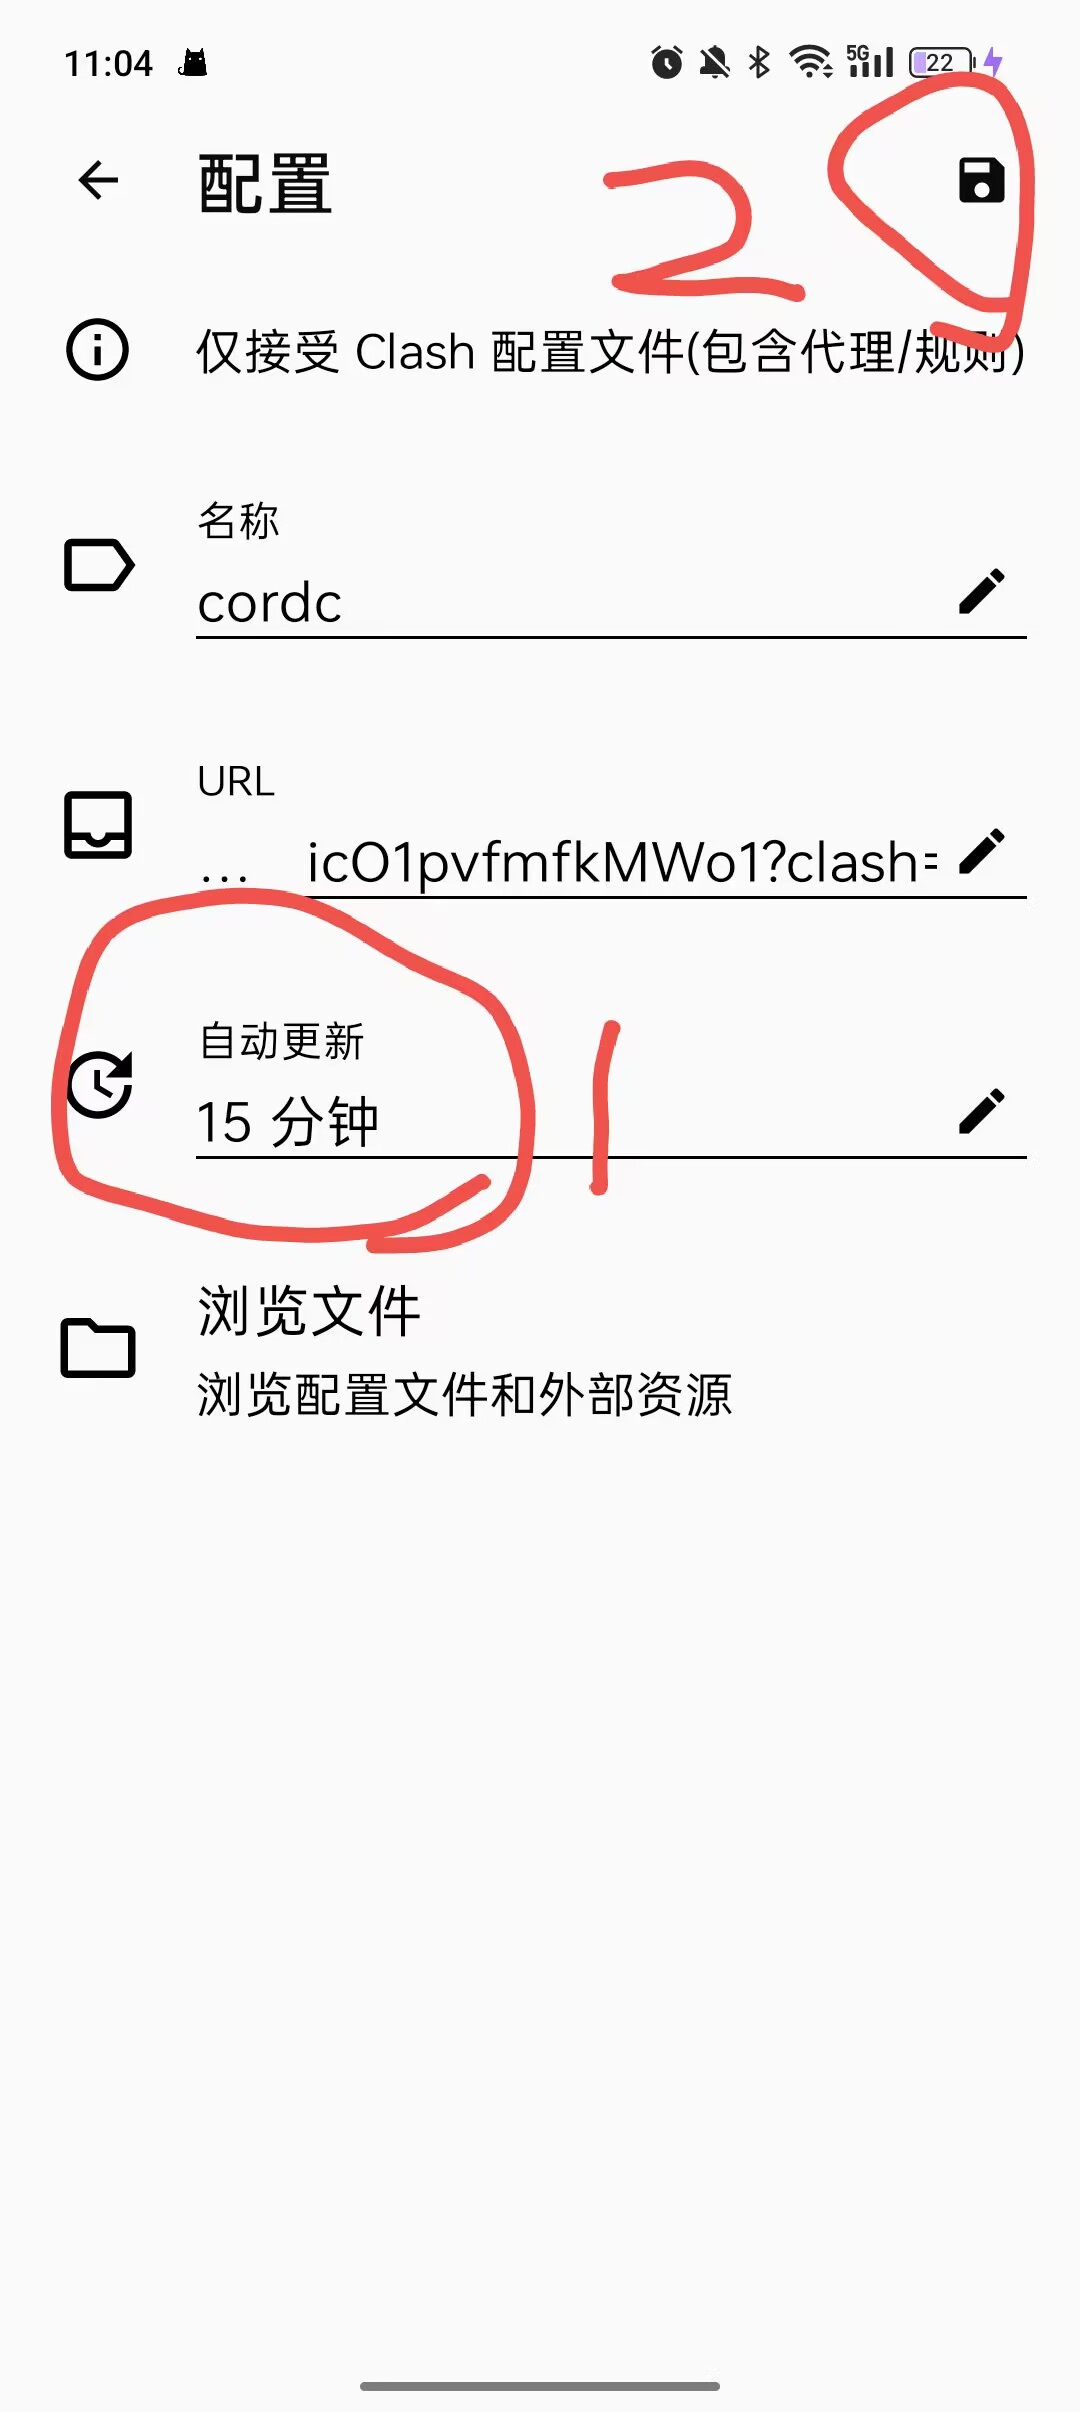 11:04 5G 22
配置
2
仅接受 Clash 配置文件(包含代理/规则)
名称
cordc
URL
... icO1pvfmfkMWo1?clash=
自动更新
15 分钟
1
浏览文件
浏览配置文件和外部资源